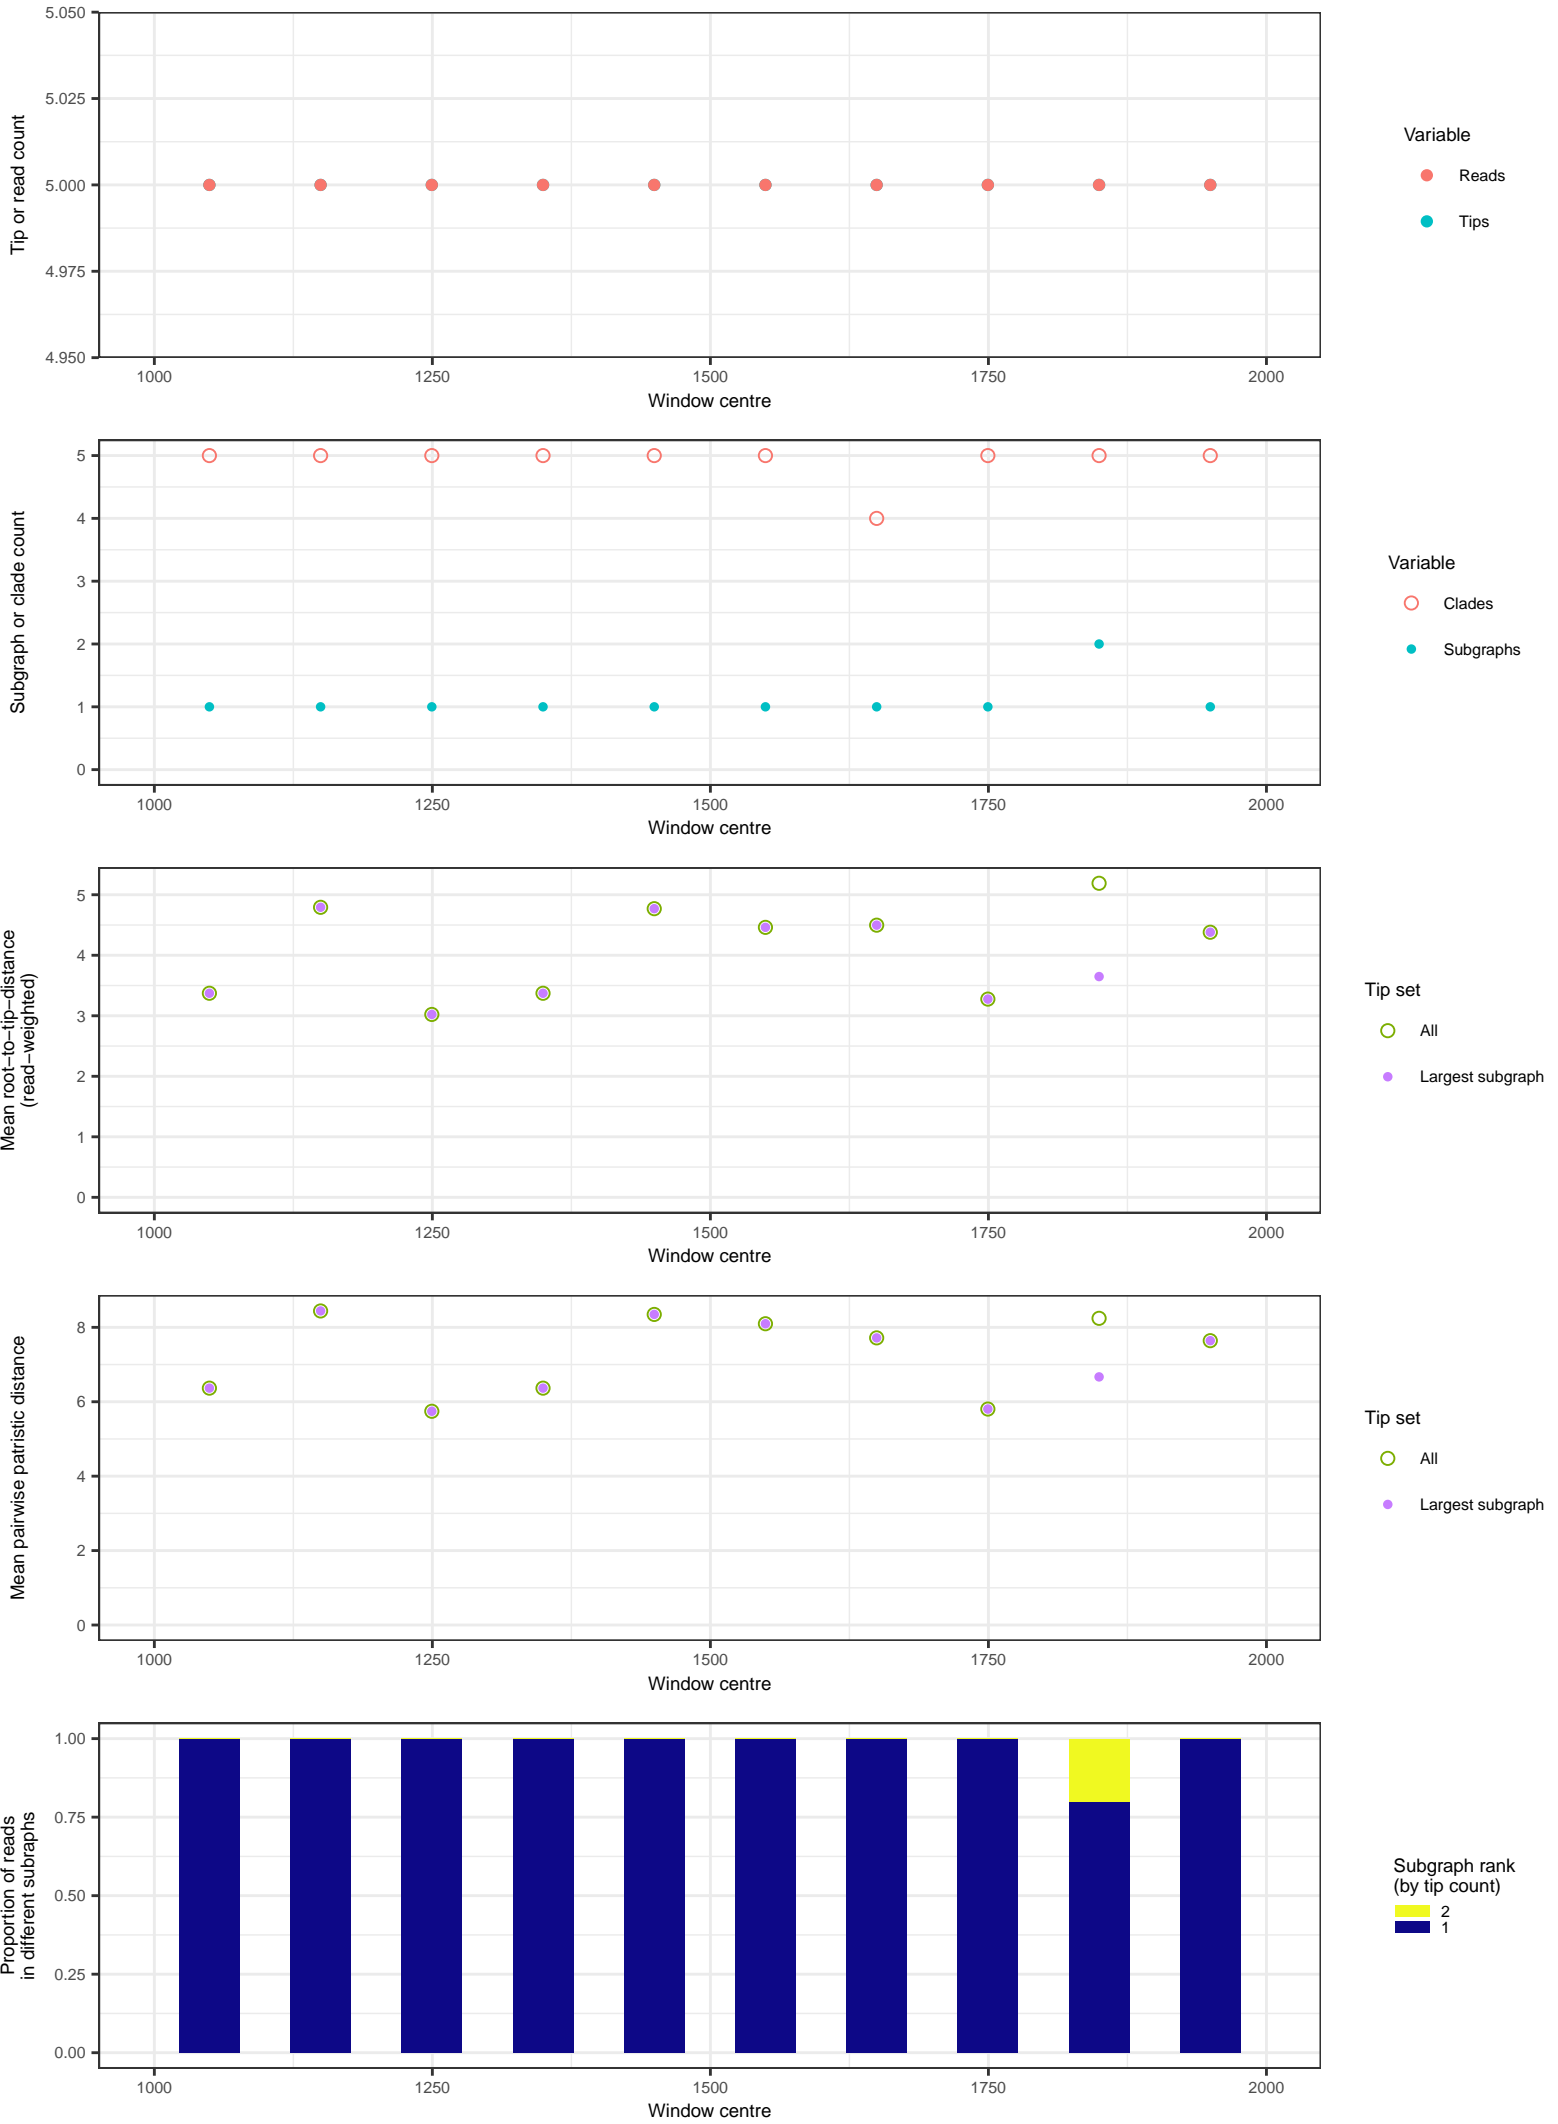 5.050
5.025
5.000
4.975
4.950
Tip or read count
1000 1250 1500 1750 2000
Window centre
Variable
Reads
Tips
5
4
3
2
1
0
Subgraph or clade count
1000 1250 1500 1750 2000
Window centre
Variable
Clades
Subgraphs
5
4
3
2
1
0
Mean root−to−tip−distance
(read−weighted)
1000 1250 1500 1750 2000
Window centre
Tip set
All
Largest subgraph
8
6
4
2
0
Mean pairwise patristic distance
1000 1250 1500 1750 2000
Window centre
Tip set
All
Largest subgraph
1.00
0.75
0.50
0.25
0.00
Proportion of reads
in different subraphs
1000 1250 1500 1750 2000
Window centre
Subgraph rank
(by tip count)
2
1